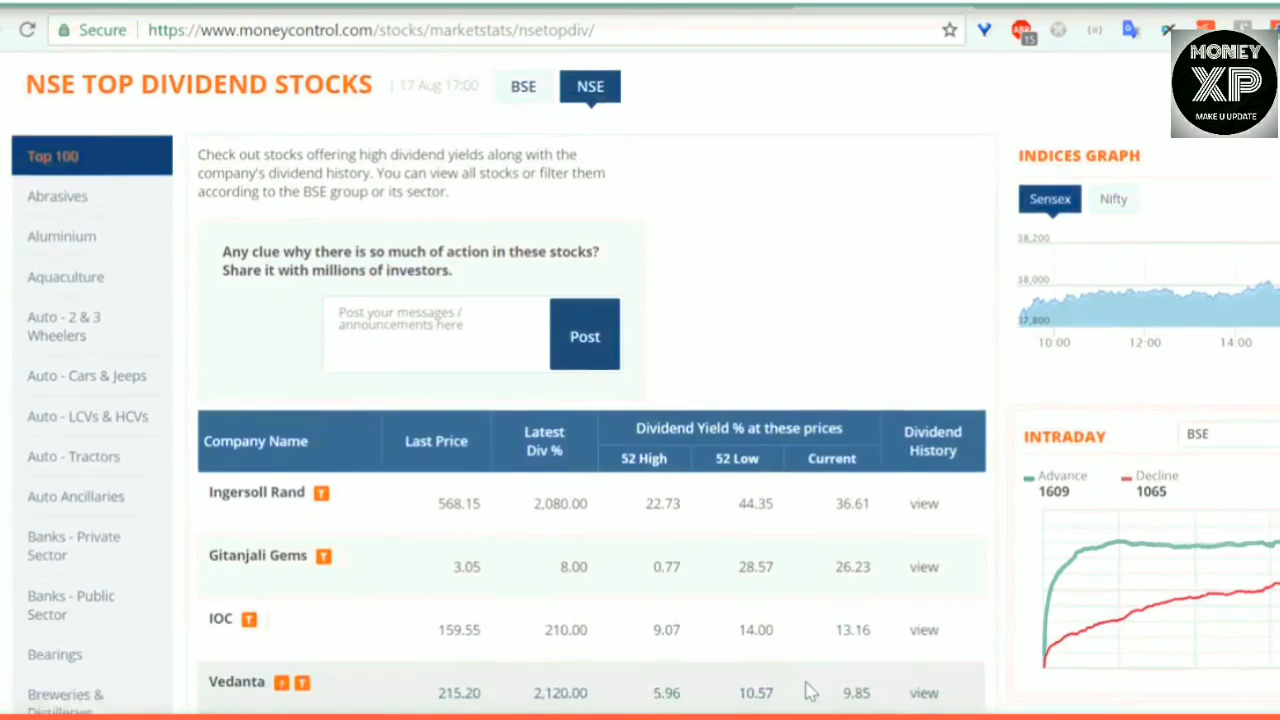 Secure
https://www.moneycontrol.com/stocks/marketstats/nsetopdiv/
15
MONEY
XP
MAKE U UPDATE
NSE TOP DIVIDEND STOCKS
| 17 Aug 17:00
BSE
NSE
Top 100
Abrasives
Aluminium
Aquaculture
Auto - 2 & 3
Wheelers
Auto - Cars & Jeeps
Auto - LCVs & HCVs
Auto - Tractors
Auto Ancillaries
Banks - Private
Sector
Banks - Public
Sector
Bearings
Breweries &
Distilleries
Check out stocks offering high dividend yields along with the
company's dividend history. You can view all stocks or filter them
according to the BSE group or its sector.
Any clue why there is so much of action in these stocks?
Share it with millions of investors.
Post your messages /
announcements here
Post
Company Name
Last Price
Latest
Div %
Dividend Yield % at these prices
52 High
52 Low
Current
Dividend
History
Ingersoll Rand T
568.15 2,080.00 22.73 44.35 36.61 view
Gitanjali Gems T
3.05 8.00 0.77 28.57 26.23 view
IOC T
159.55 210.00 9.07 14.00 13.16 view
Vedanta T
215.20 2,120.00 5.96 10.57 9.85 view
INDICES GRAPH
Sensex Nifty
38,200
38,000
37,800
10:00 12:00 14:00
INTRADAY
BSE
Advance
1609
Decline
1065